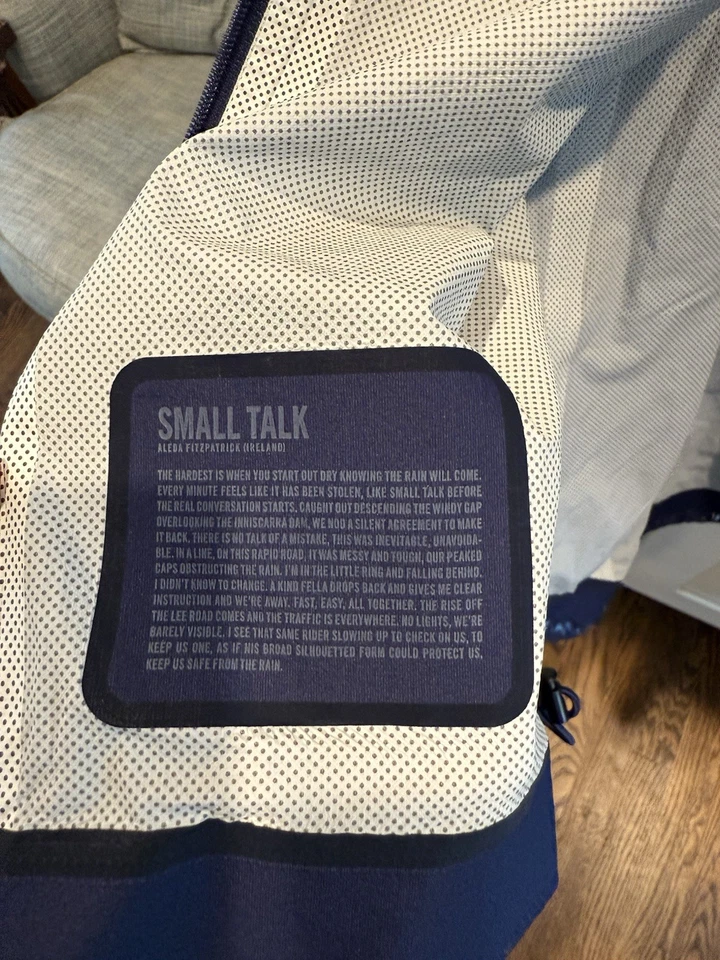 SMALL TALK
ALEDA FITZPATRICK (IRELAND)
THE HARDEST IS WHEN YOU START OUT DRY KNOWING THE RAIN WILL COME.
EVERY MINUTE FEELS LIKE IT HAS BEEN STOLEN, LIKE SMALL TALK BEFORE
THE REAL CONVERSATION STARTS. CAUGHT OUT DESCENDING THE WINDY GAP
OVERLOOKING THE INNISCARRA DAM, WE NOD A SILENT AGREEMENT TO MAKE
IT BACK. THERE IS NO TALK OF A MISTAKE, THIS WAS INEVITABLE, UNAVOIDA-
BLE. IN A LINE, ON THIS RAPID ROAD, IT WAS MESSY AND TOUGH, OUR PEAKED
CAPS OBSTRUCTING THE RAIN. I'M IN THE LITTLE RING AND FALLING BEHIND.
I DIDN'T KNOW TO CHANGE. A KIND FELLA DROPS BACK AND GIVES ME CLEAR
INSTRUCTION AND WE'RE AWAY. FAST, EASY, ALL TOGETHER. THE RISE OFF
THE LEE ROAD COMES AND THE TRAFFIC IS EVERYWHERE. NO LIGHTS, WE'RE
BARELY VISIBLE. I SEE THAT SAME RIDER SLOWING UP TO CHECK ON US, TO
KEEP US ONE, AS IF HIS BROAD SILHOUETTED FORM COULD PROTECT US,
KEEP US SAFE FROM THE RAIN.